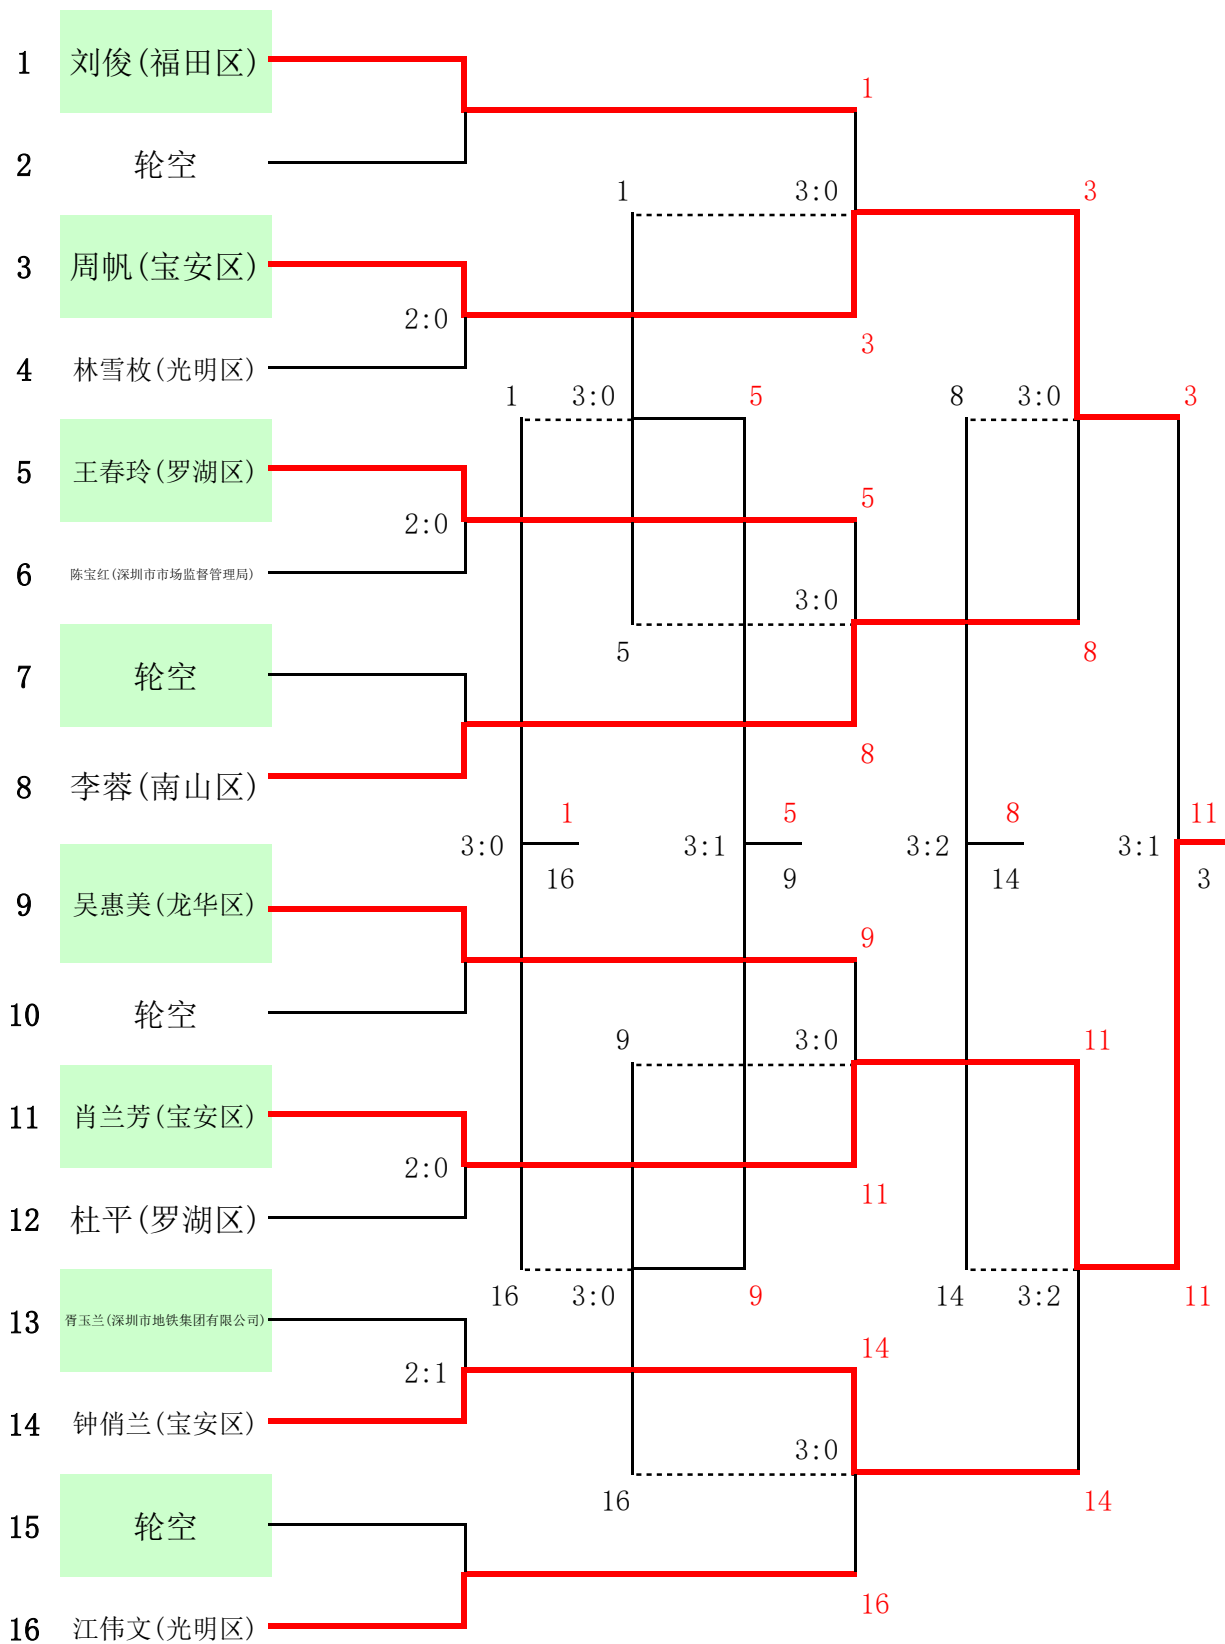 1 刘俊(福田区)
1
2 轮空
1 3:0 3
3 周帆(宝安区)
2:0
3
4 林雪枚(光明区)
1 3:0 5 8 3:0 3
5 王春玲(罗湖区)
5
2:0
6 陈宝红(深圳市市场监督管理局)
3:0
5 8
7 轮空
8
8 李蓉(南山区)
1 5 8 11
3:0 3:1 3:2 3:1
16 9 14 3
9 吴惠美(龙华区)
9
10 轮空
9 3:0 11
11 肖兰芳(宝安区)
2:0
11
12 杜平(罗湖区)
16 3:0 9 14 3:2 11
13 胥玉兰(深圳市地铁集团有限公司)
14
2:1
14 钟俏兰(宝安区)
3:0
16 14
15 轮空
16
16 江伟文(光明区)